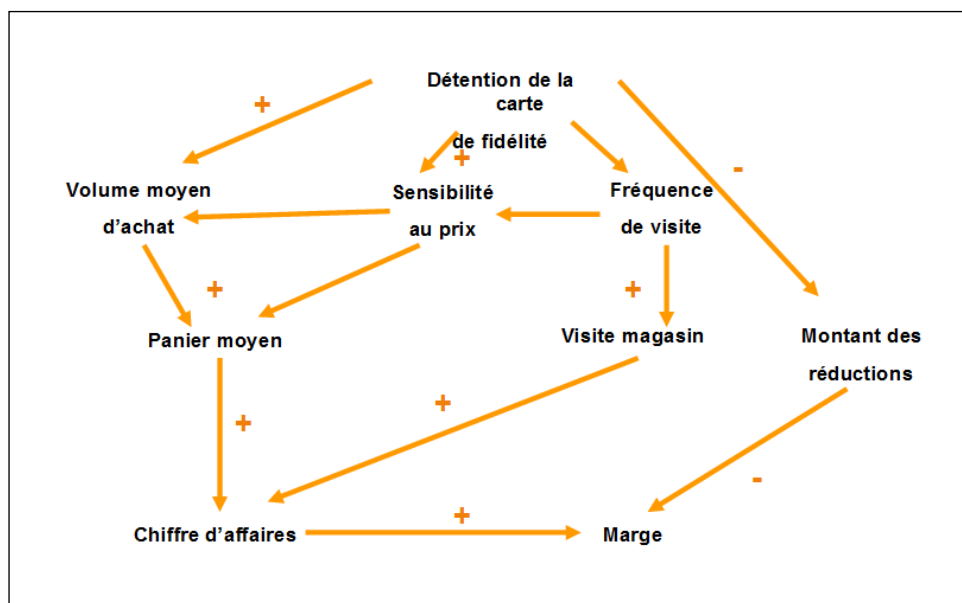 Détention de la
carte
de fidélité
+
+
-
Volume moyen
d'achat
Sensibilité
au prix
Fréquence
de visite
+
+
Panier moyen
Visite magasin
Montant des
réductions
+
+
-
Chiffre d'affaires
+
Marge